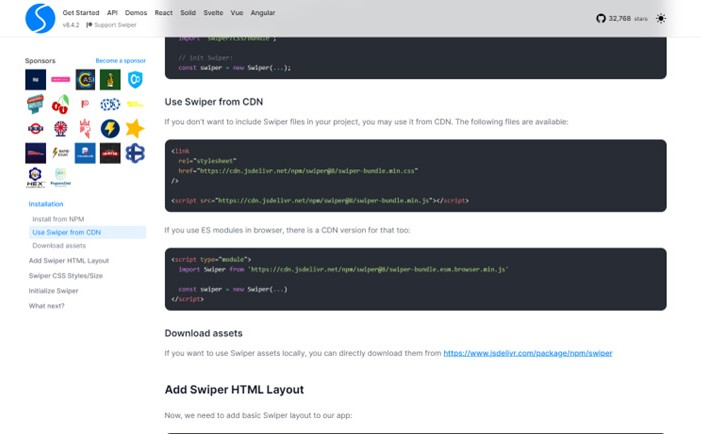 Get Started API Demos React Solid Svelte Vue Angular
v8.4.2 Support Swiper
32,768 stars
Sponsors
Become a sponsor
Installation
Install from NPM
Use Swiper from CDN
Download assets
Add Swiper HTML Layout
Swiper CSS Styles/Size
Initialize Swiper
What next?
import 'swiper/css/bundle';
// init Swiper:
const swiper = new Swiper(...);
Use Swiper from CDN
If you don't want to include Swiper files in your project, you may use it from CDN. The following files are available:
<link
rel="stylesheet"
href="https://cdn.jsdelivr.net/npm/swiper@8/swiper-bundle.min.css"
/>
<script src="https://cdn.jsdelivr.net/npm/swiper@8/swiper-bundle.min.js"></script>
If you use ES modules in browser, there is a CDN version for that too:
<script type="module">
import Swiper from 'https://cdn.jsdelivr.net/npm/swiper@8/swiper-bundle.esm.browser.min.js'
const swiper = new Swiper(...)
</script>
Download assets
If you want to use Swiper assets locally, you can directly download them from https://www.jsdelivr.com/package/npm/swiper
Add Swiper HTML Layout
Now, we need to add basic Swiper layout to our app: